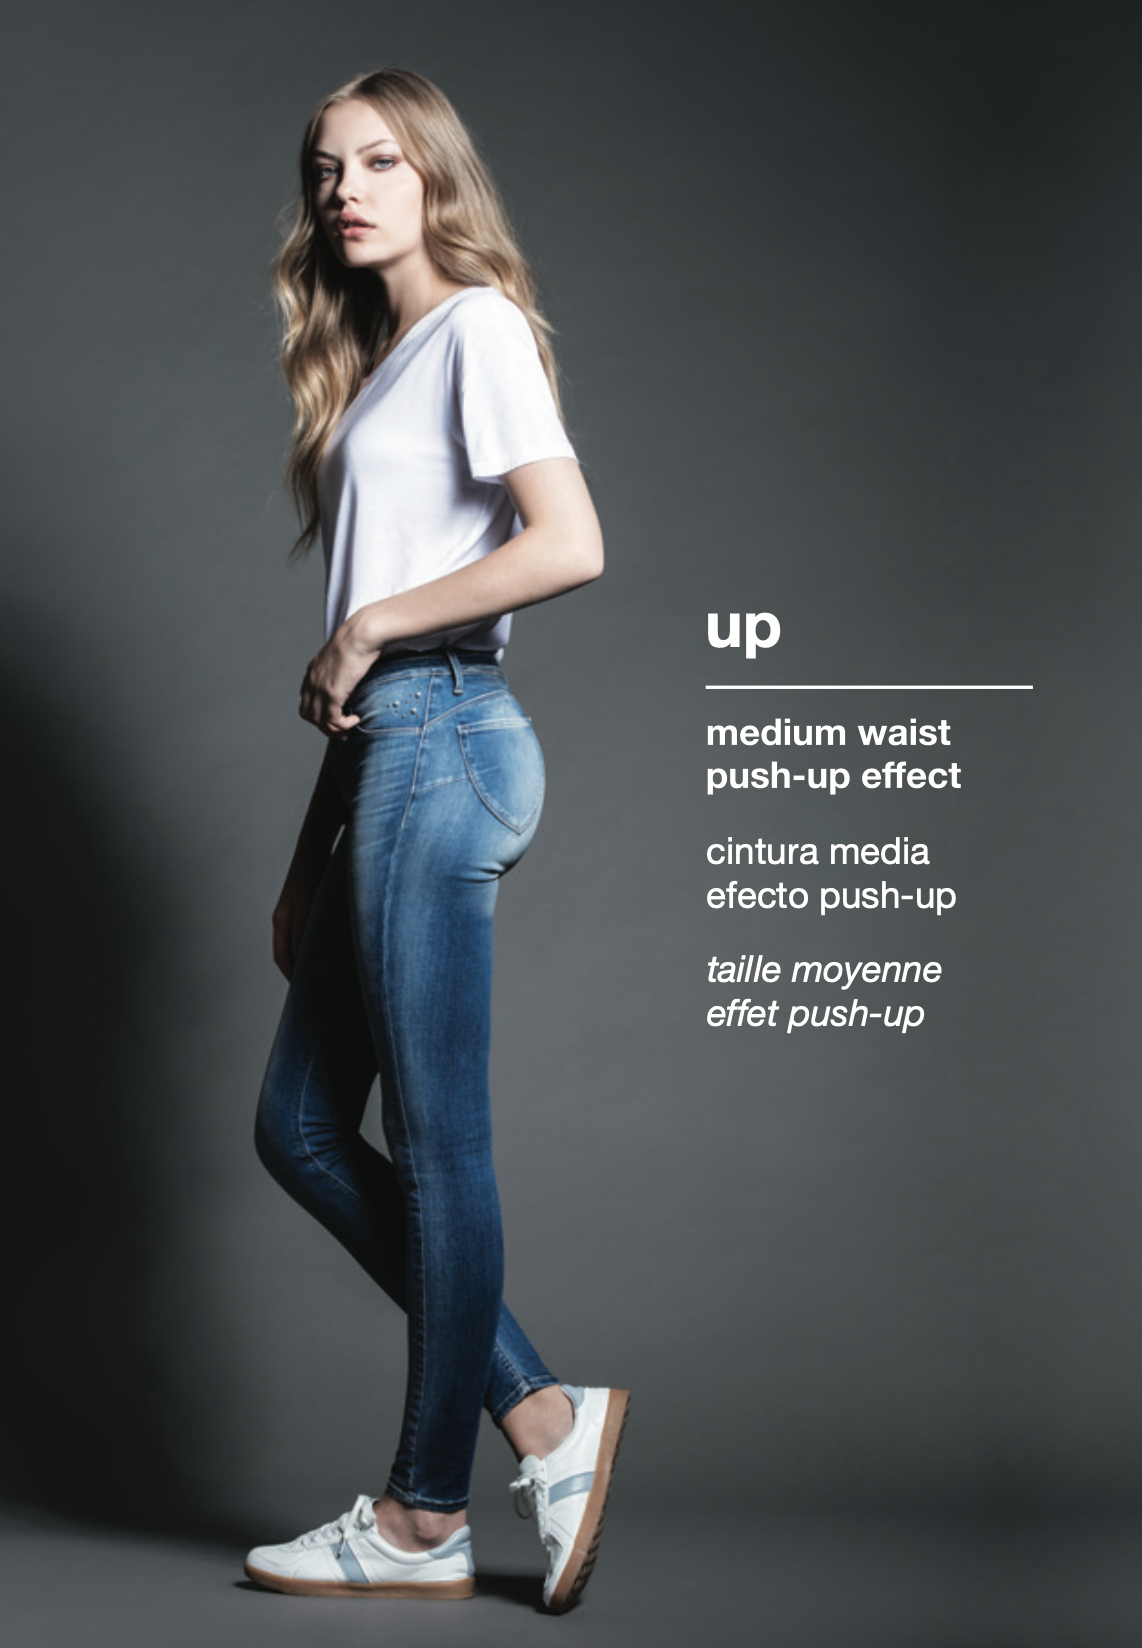 up
medium waist
push-up effect
cintura media
efecto push-up
taille moyenne
effet push-up